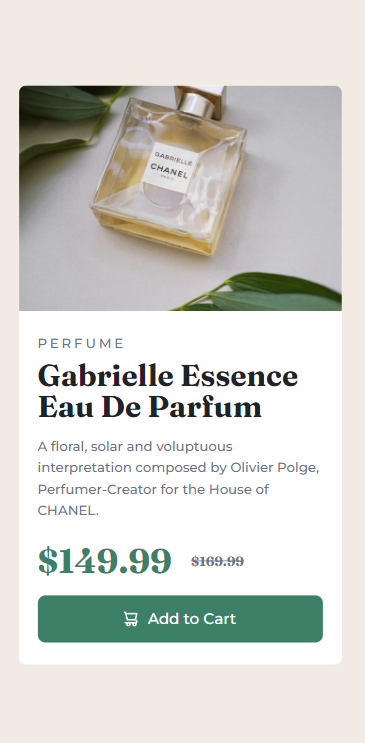 GABRIELLE
CHANEL
PARIS
PERFUME
Gabrielle Essence
Eau De Parfum
A floral, solar and voluptuous
interpretation composed by Olivier Polge,
Perfumer-Creator for the House of
CHANEL.
$149.99 $169.99
Add to Cart